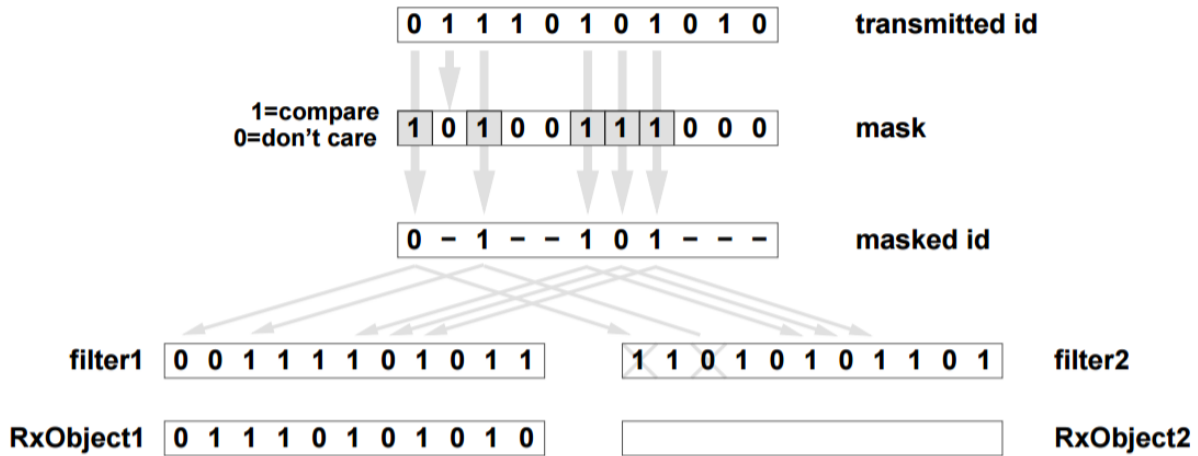 0 1 1 1 0 1 0 1 0 1 0 transmitted id
1=compare
0=don't care
1 0 1 0 0 1 1 1 0 0 0 mask
0 – 1 – – 1 0 1 – – – masked id
filter1 0 0 1 1 1 1 0 1 0 1 1 1 1 0 1 0 1 0 1 1 0 1 filter2
RxObject1 0 1 1 1 0 1 0 1 0 1 0 RxObject2